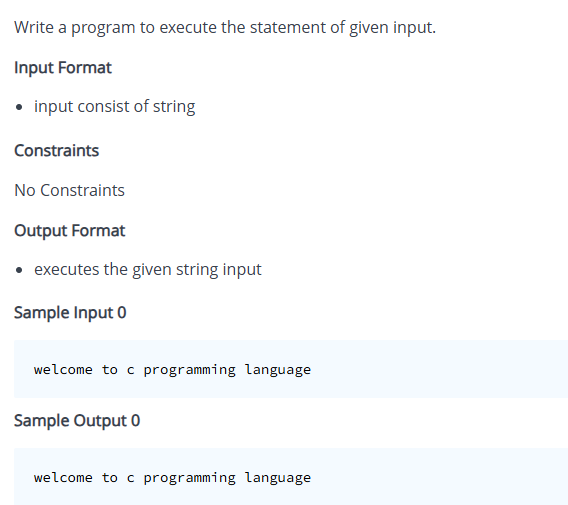 Write a program to execute the statement of given input.
Input Format
• input consist of string
Constraints
No Constraints
Output Format
• executes the given string input
Sample Input 0
welcome to c programming language
Sample Output 0
welcome to c programming language